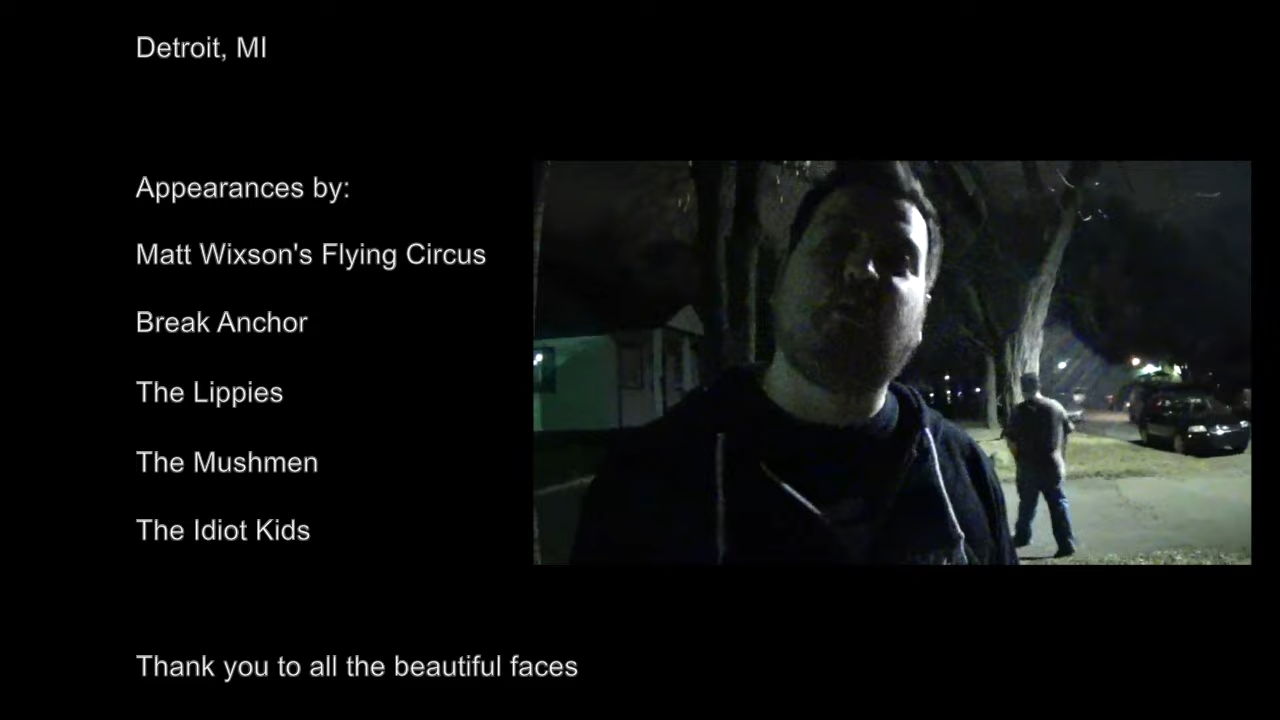 Detroit, MI
Appearances by:
Matt Wixson's Flying Circus
Break Anchor
The Lippies
The Mushmen
The Idiot Kids
Thank you to all the beautiful faces